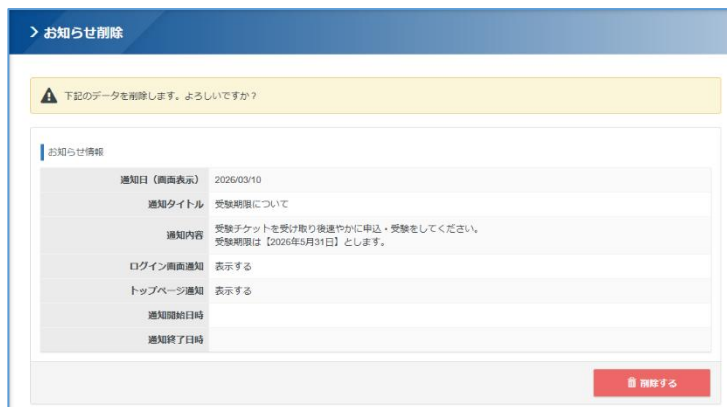 お知らせ削除
下記のデータを削除します。よろしいですか？
お知らせ情報
通知日（画面表示） 2026/03/10
通知タイトル 受験期限について
通知内容 受験チケットを受け取り後速やかに申込・受験をしてください。
受験期限は【2026年5月31日】とします。
ログイン画面通知 表示する
トップページ通知 表示する
通知開始日時
通知終了日時
削除する